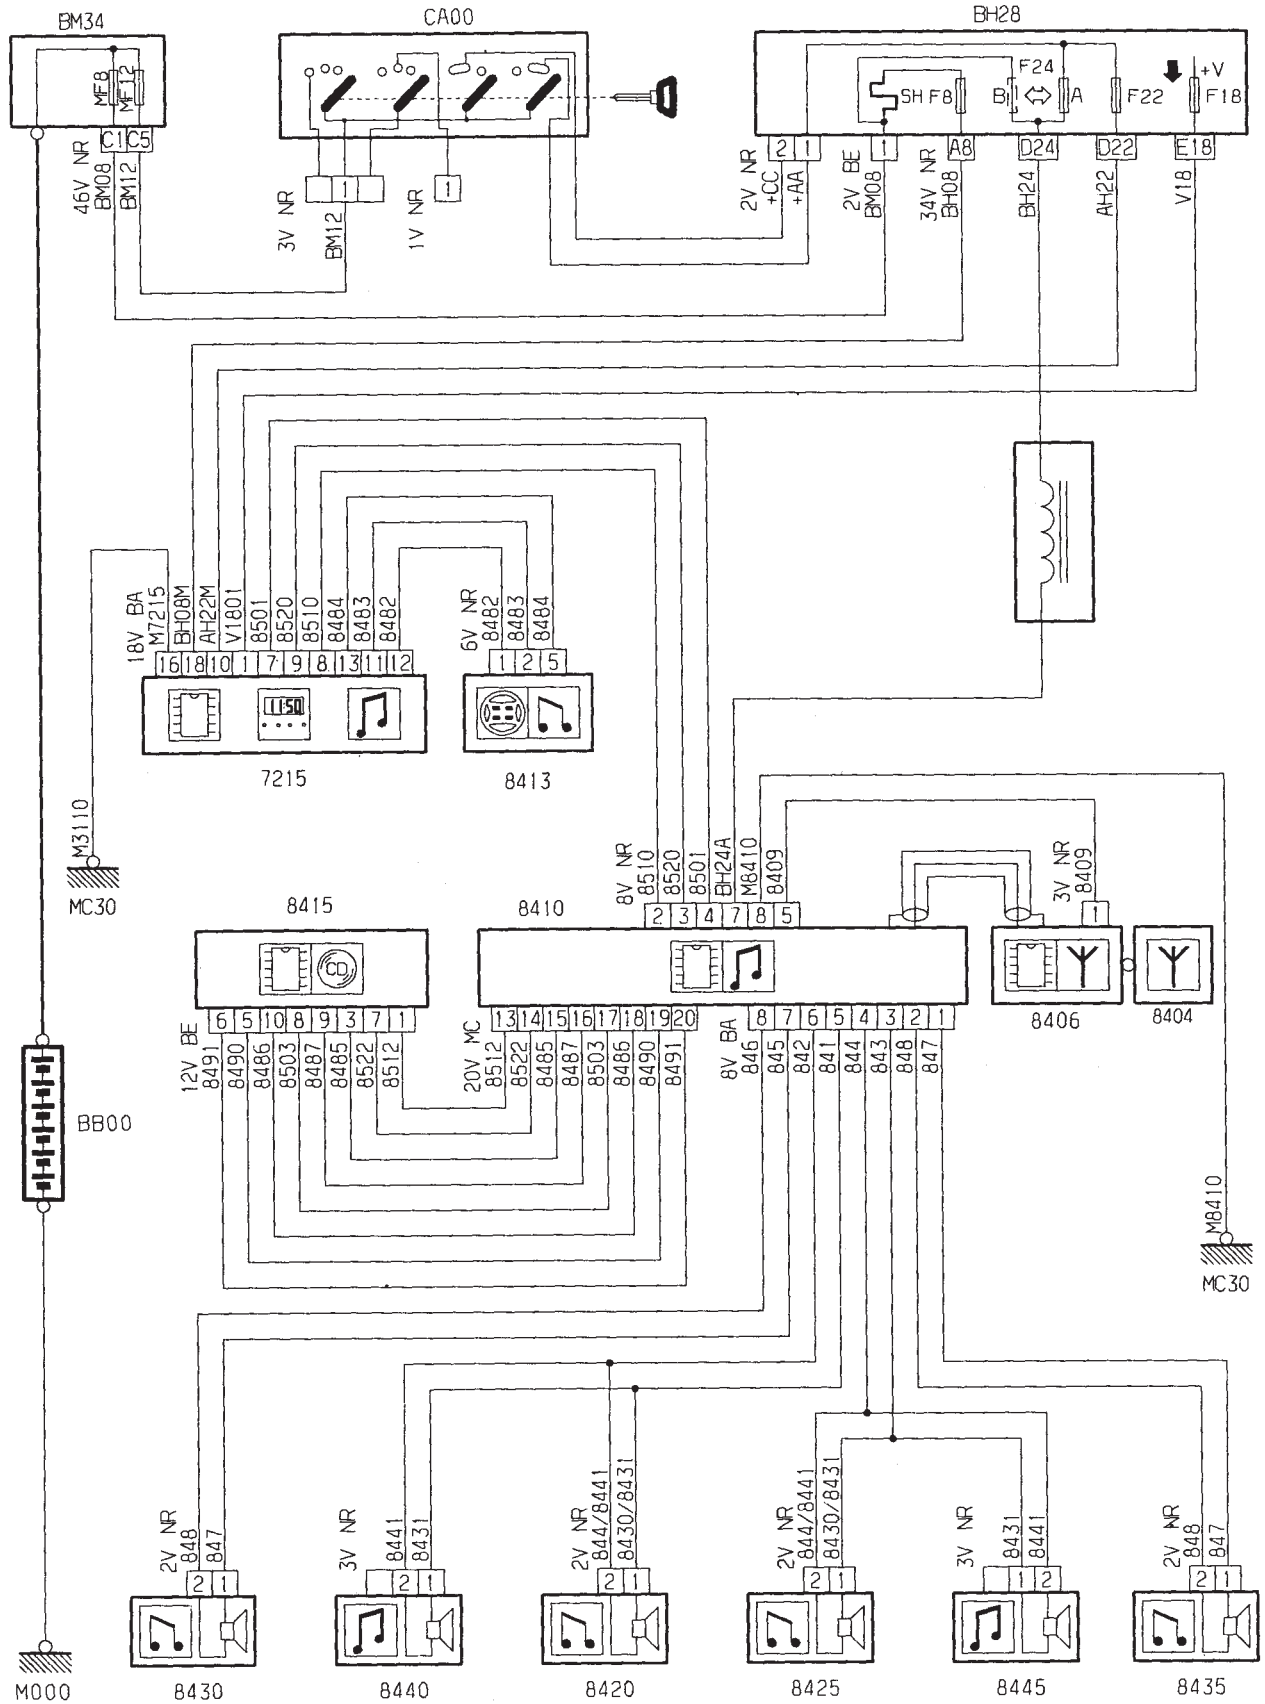 BM34
CA00
BH28
MF8
MF12
C1 C5
46V NR
BM08
BM12
3V NR
1
BM12
1V NR
1
SH F8
F24
B A
F22
+V
F18
2 1
1
A8
D24
D22
E18
2V NR
+CC
+AA
2V BE
BM08
34V NR
BH08
BH24
AH22
V18
18V BA
M7215
BH08M
AH22M
V1801
8501
8520
8510
8484
8483
8482
16 18 10 1 7 9 8 13 11 12
11:50
7215
6V NR
8482
8483
8484
1 2 5
8413
M3110
MC30
8V NR
8510
8520
8501
BH24A
M8410
8409
2 3 4 7 8 5
3V NR
8409
1
8415
CD
8410
8406
8404
6 5 10 8 9 3 7 1
12V BE
8491
8490
8486
8503
8487
8485
8522
8512
13 14 15 16 17 18 19 20
20V MC
8512
8522
8485
8487
8503
8486
8490
8491
8 7 6 5 4 3 2 1
8V BA
846
845
842
841
844
843
848
847
BB00
M8410
MC30
2V NR
848
847
2 1
8430
3V NR
8441
8431
2 1
8440
2V NR
844/8441
8430/8431
2 1
8420
2V NR
844/8441
8430/8431
2 1
8425
3V NR
8431
8441
1 2
8445
2V NR
848
847
2 1
8435
M000